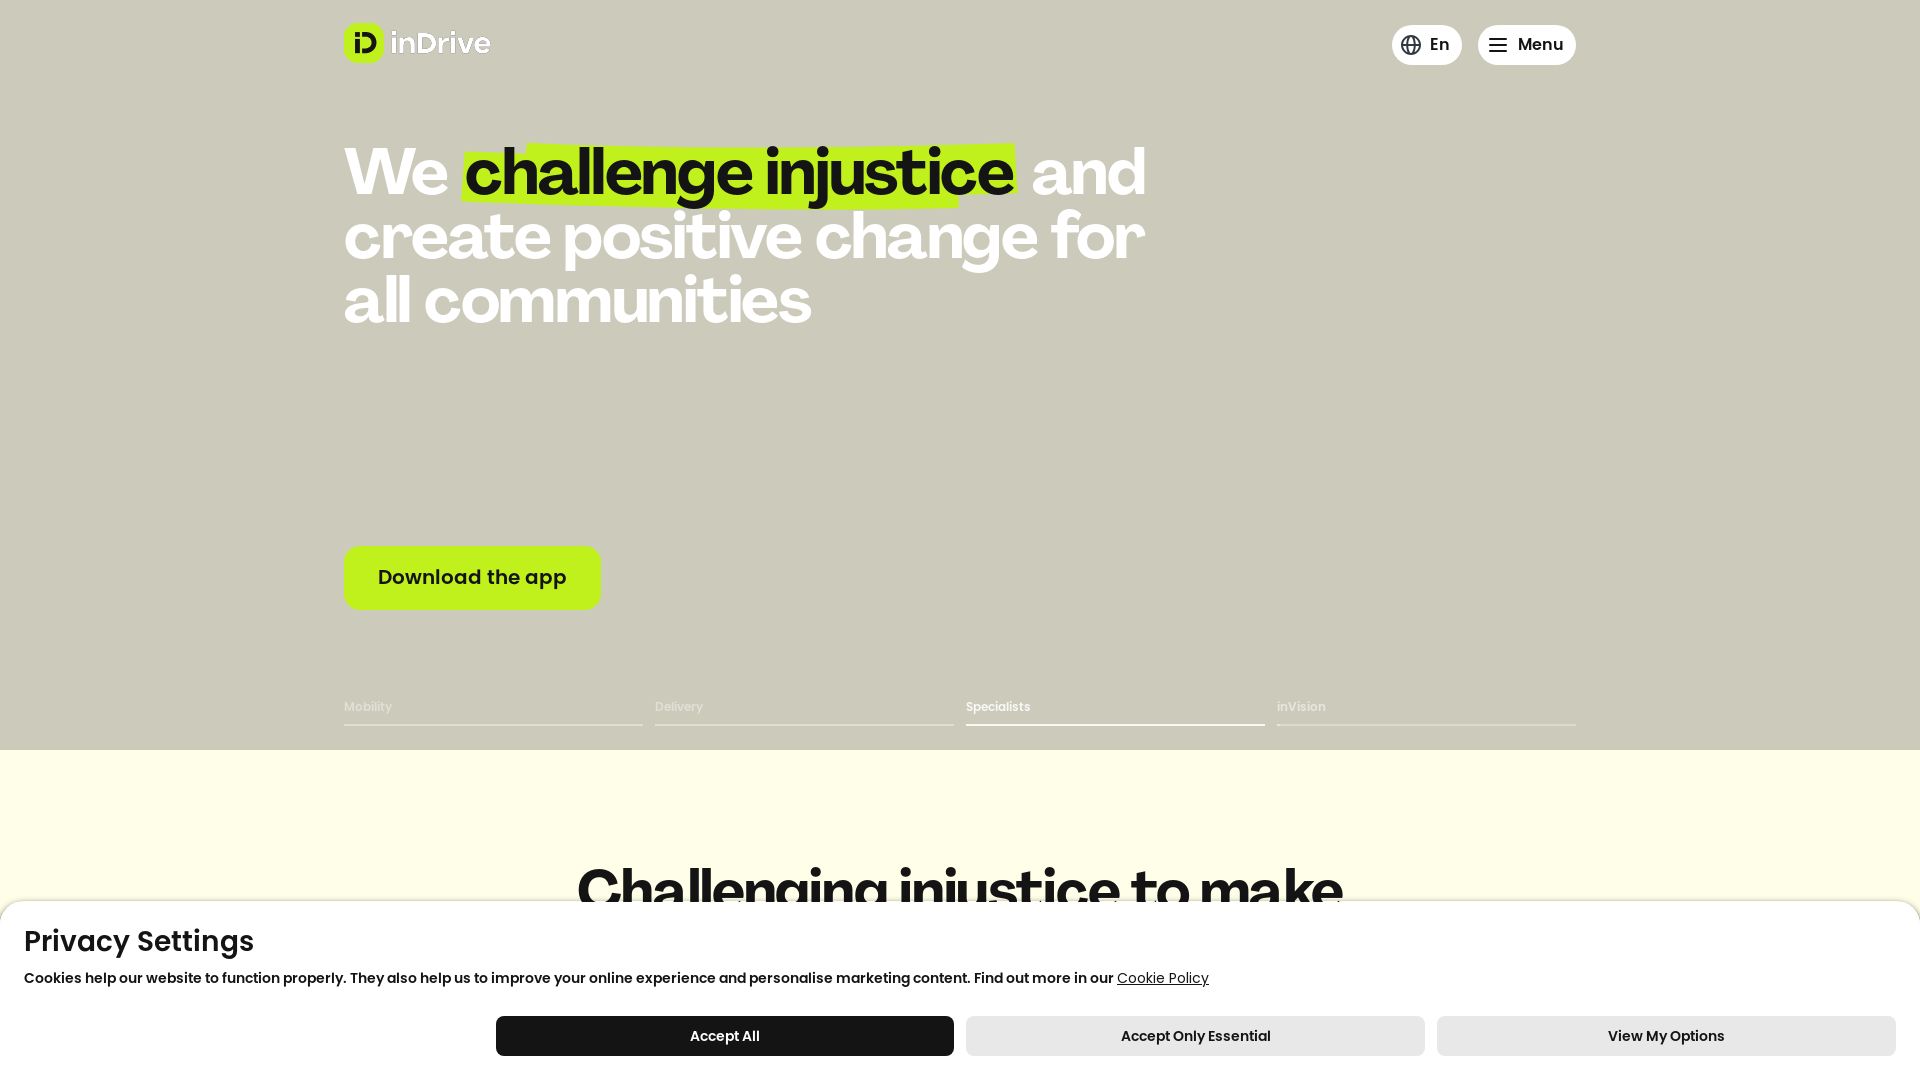 inDrive
En
Menu
We challenge injustice and
create positive change for
all communities
Download the app
Mobility
Delivery
Specialists
inVision
Challenging injustice to make
Privacy Settings
Cookies help our website to function properly. They also help us to improve your online experience and personalise marketing content. Find out more in our Cookie Policy
Accept All
Accept Only Essential
View My Options